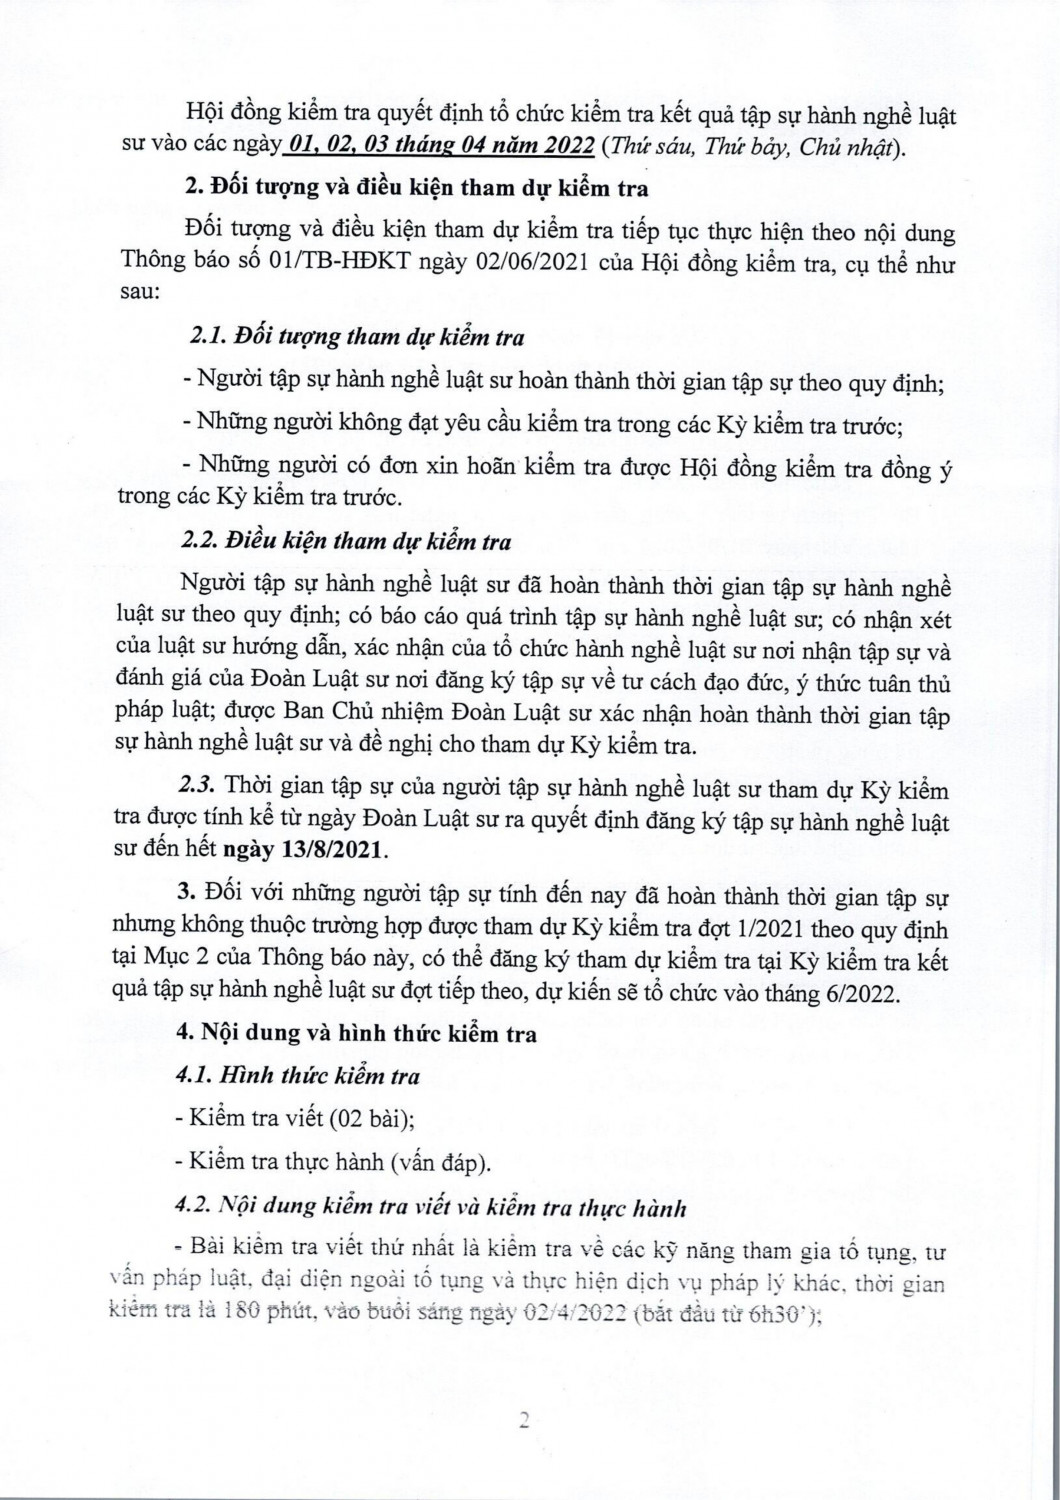 Hội đồng kiểm tra quyết định tổ chức kiểm tra kết quả tập sự hành nghề luật
sư vào các ngày 01, 02, 03 tháng 04 năm 2022 (Thứ sáu, Thứ bảy, Chủ nhật).
2. Đối tượng và điều kiện tham dự kiểm tra
Đối tượng và điều kiện tham dự kiểm tra tiếp tục thực hiện theo nội dung
Thông báo số 01/TB-HĐKT ngày 02/06/2021 của Hội đồng kiểm tra, cụ thể như
sau:
2.1. Đối tượng tham dự kiểm tra
- Người tập sự hành nghề luật sư hoàn thành thời gian tập sự theo quy định;
- Những người không đạt yêu cầu kiểm tra trong các Kỳ kiểm tra trước;
- Những người có đơn xin hoãn kiểm tra được Hội đồng kiểm tra đồng ý
trong các Kỳ kiểm tra trước.
2.2. Điều kiện tham dự kiểm tra
Người tập sự hành nghề luật sư đã hoàn thành thời gian tập sự hành nghề
luật sư theo quy định; có báo cáo quá trình tập sự hành nghề luật sư; có nhận xét
của luật sư hướng dẫn, xác nhận của tổ chức hành nghề luật sư nơi nhận tập sự và
đánh giá của Đoàn Luật sư nơi đăng ký tập sự về tư cách đạo đức, ý thức tuân thủ
pháp luật; được Ban Chủ nhiệm Đoàn Luật sư xác nhận hoàn thành thời gian tập
sự hành nghề luật sư và đề nghị cho tham dự Kỳ kiểm tra.
2.3. Thời gian tập sự của người tập sự hành nghề luật sư tham dự Kỳ kiểm
tra được tính kể từ ngày Đoàn Luật sư ra quyết định đăng ký tập sự hành nghề luật
sư đến hết ngày 13/8/2021.
3. Đối với những người tập sự tính đến nay đã hoàn thành thời gian tập sự
nhưng không thuộc trường hợp được tham dự Kỳ kiểm tra đợt 1/2021 theo quy định
tại Mục 2 của Thông báo này, có thể đăng ký tham dự kiểm tra tại Kỳ kiểm tra kết
quả tập sự hành nghề luật sư đợt tiếp theo, dự kiến sẽ tổ chức vào tháng 6/2022.
4. Nội dung và hình thức kiểm tra
4.1. Hình thức kiểm tra
- Kiểm tra viết (02 bài);
- Kiểm tra thực hành (vấn đáp).
4.2. Nội dung kiểm tra viết và kiểm tra thực hành
- Bài kiểm tra viết thứ nhất là kiểm tra về các kỹ năng tham gia tố tụng, tư
vấn pháp luật, đại diện ngoài tố tụng và thực hiện dịch vụ pháp lý khác, thời gian
kiểm tra là 180 phút, vào buổi sáng ngày 02/4/2022 (bắt đầu từ 6h30’);
2